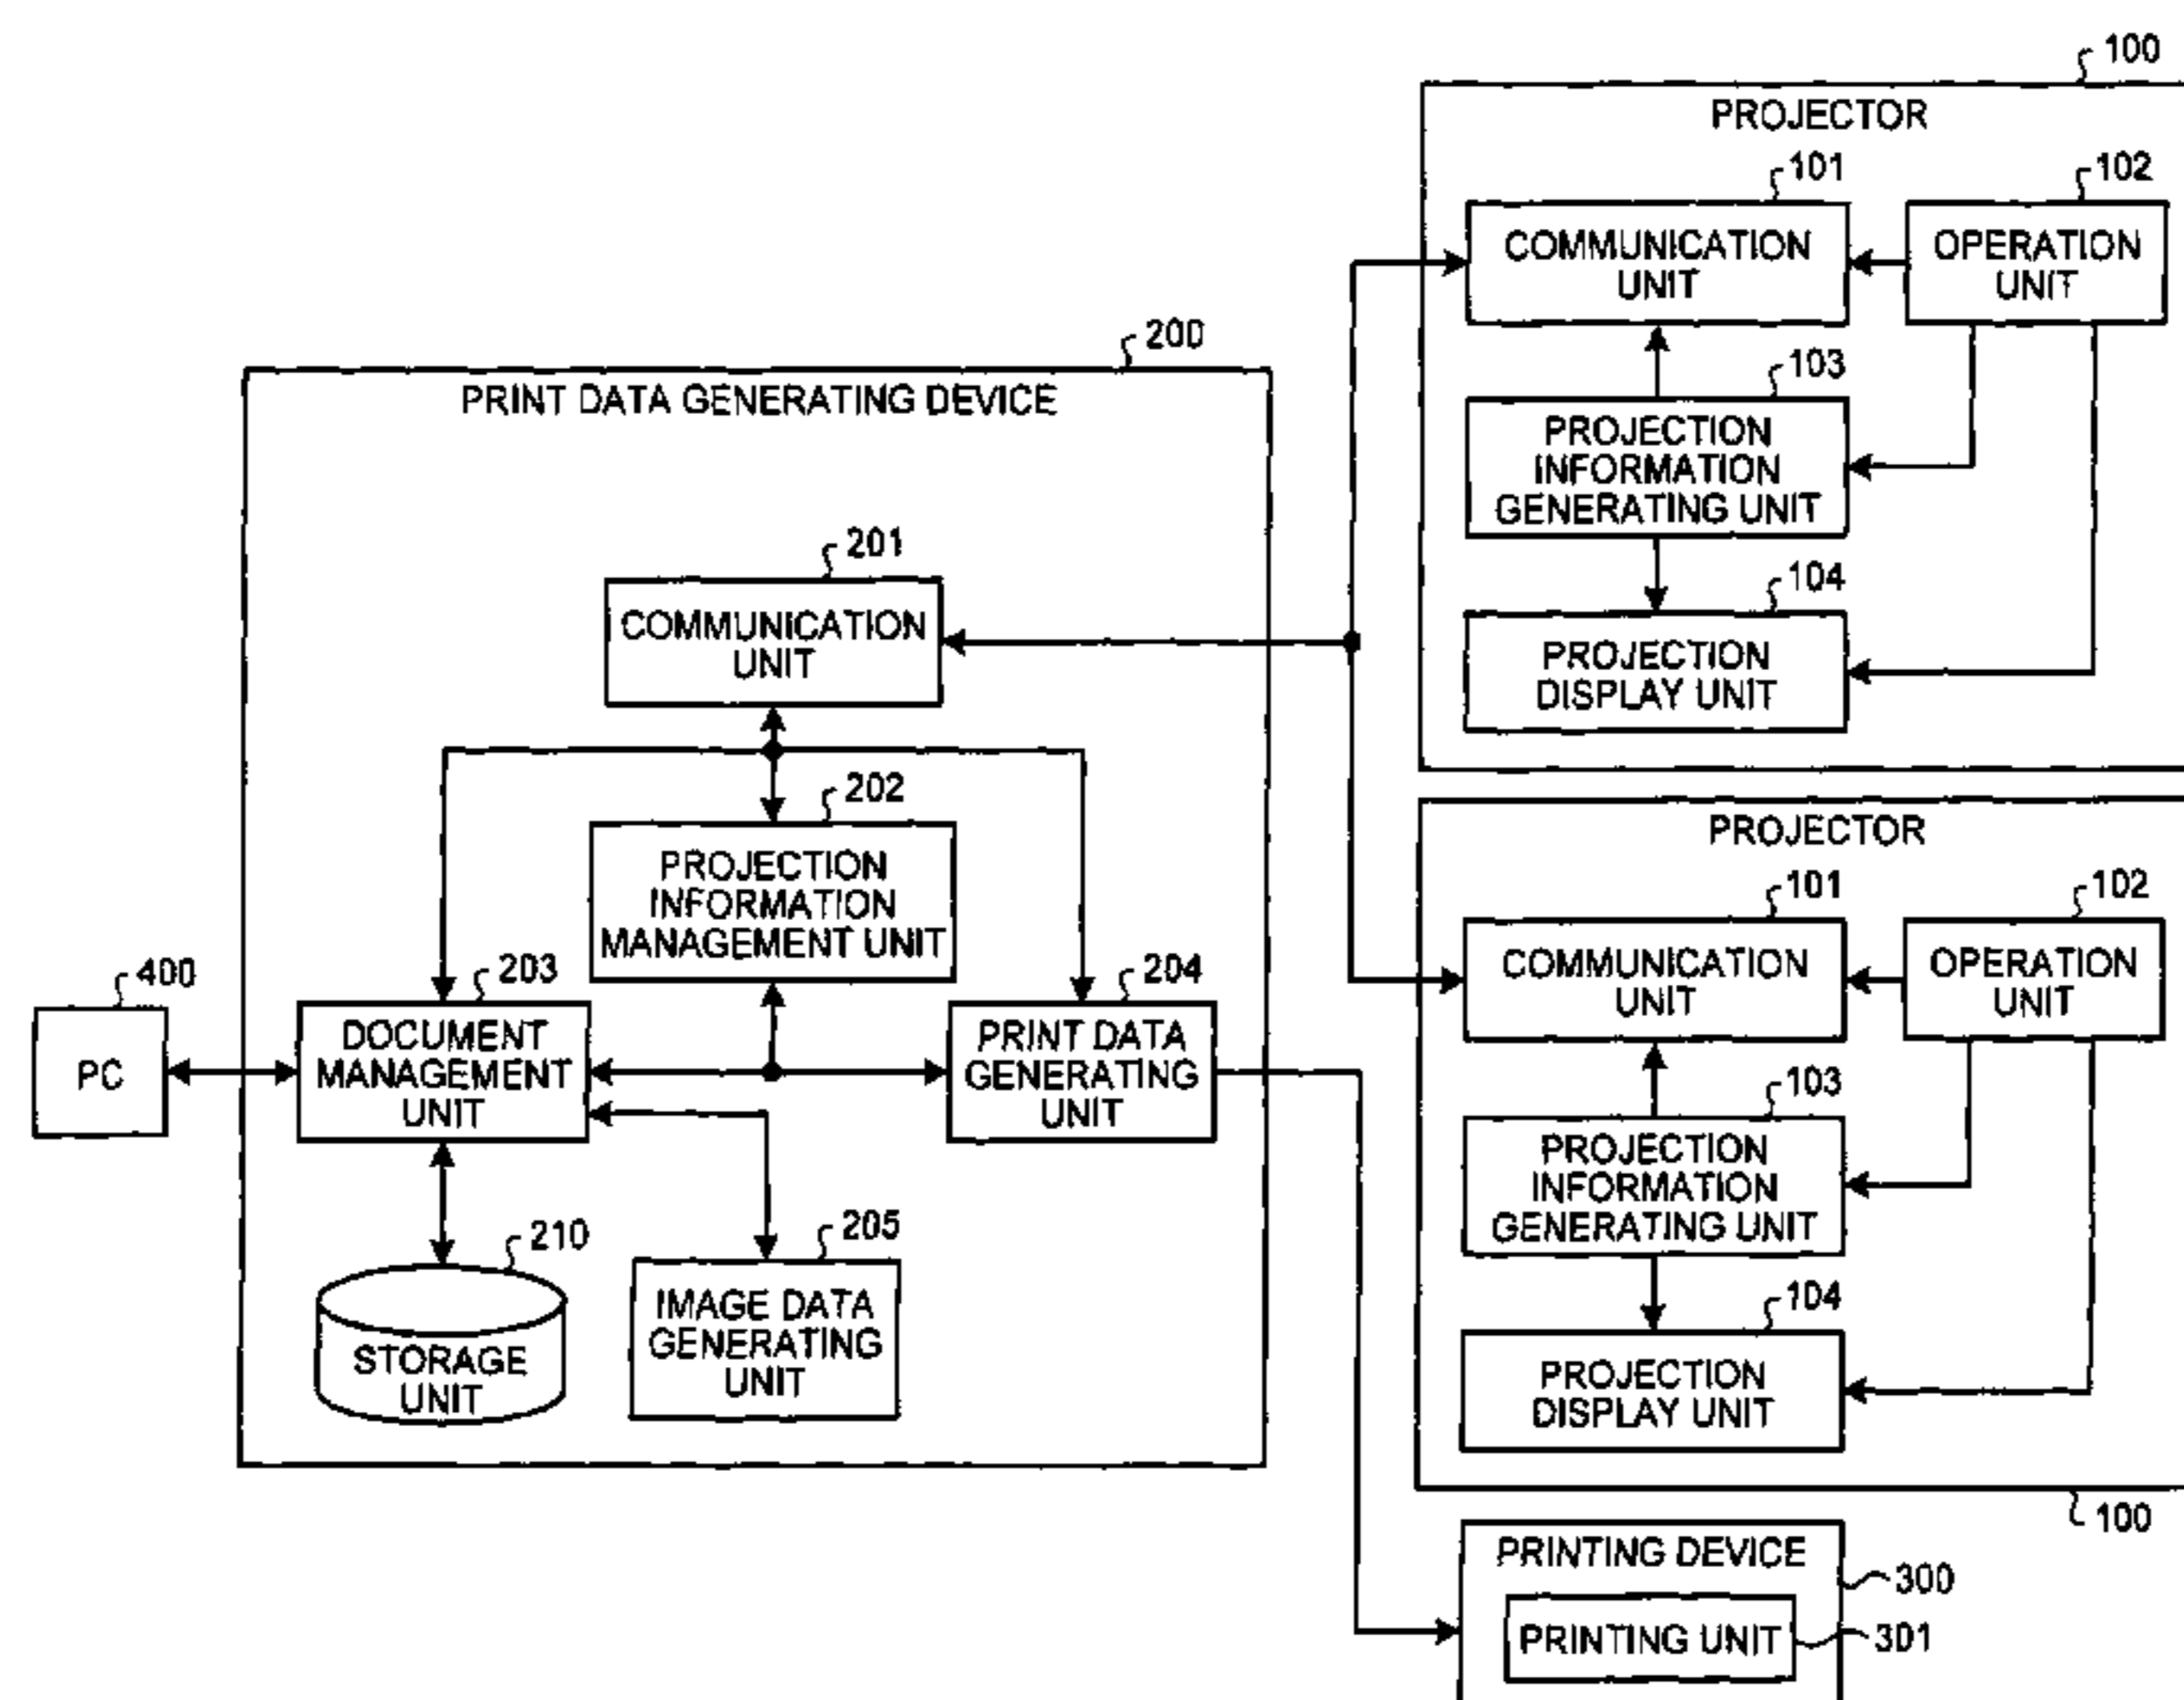 100
PROJECTOR
101
102
COMMUNICATION
UNIT
OPERATION
UNIT
103
PROJECTION
INFORMATION
GENERATING UNIT
104
PROJECTION
DISPLAY UNIT
200
PRINT DATA GENERATING DEVICE
201
COMMUNICATION
UNIT
202
PROJECTION
INFORMATION
MANAGEMENT UNIT
400
PC
203
DOCUMENT
MANAGEMENT
UNIT
204
PRINT DATA
GENERATING
UNIT
210
STORAGE
UNIT
205
IMAGE DATA
GENERATING
UNIT
PROJECTOR
101
102
COMMUNICATION
UNIT
OPERATION
UNIT
103
PROJECTION
INFORMATION
GENERATING UNIT
104
PROJECTION
DISPLAY UNIT
100
PRINTING DEVICE
300
PRINTING UNIT
301